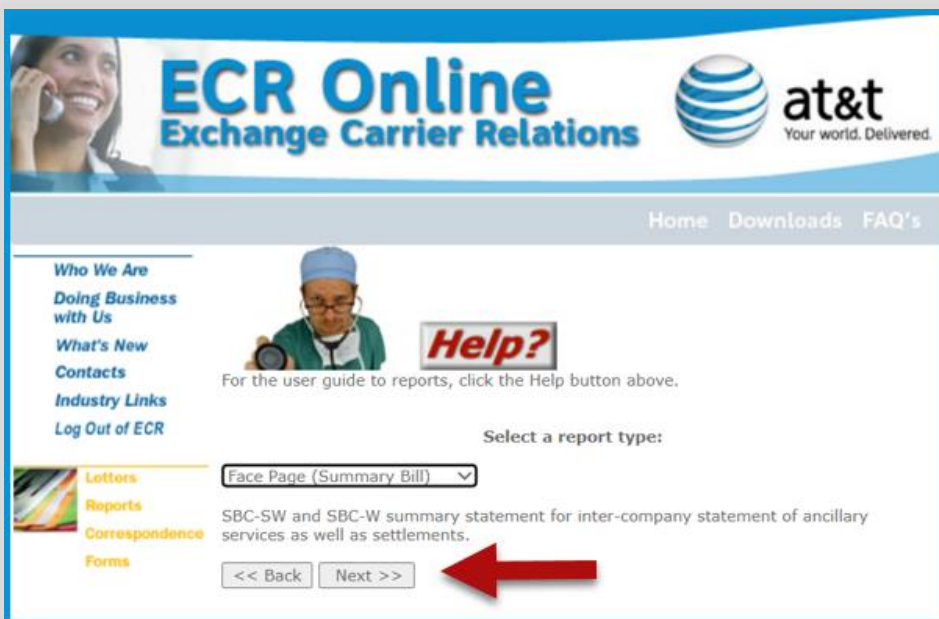 ECR Online
Exchange Carrier Relations
at&t
Your world. Delivered.
Home Downloads FAQ's
Who We Are
Doing Business
with Us
What's New
Contacts
Industry Links
Log Out of ECR
Help?
For the user guide to reports, click the Help button above.
Select a report type:
Letters
Reports
Correspondence
Forms
Face Page (Summary Bill)
SBC-SW and SBC-W summary statement for inter-company statement of ancillary
services as well as settlements.
<< Back Next >>